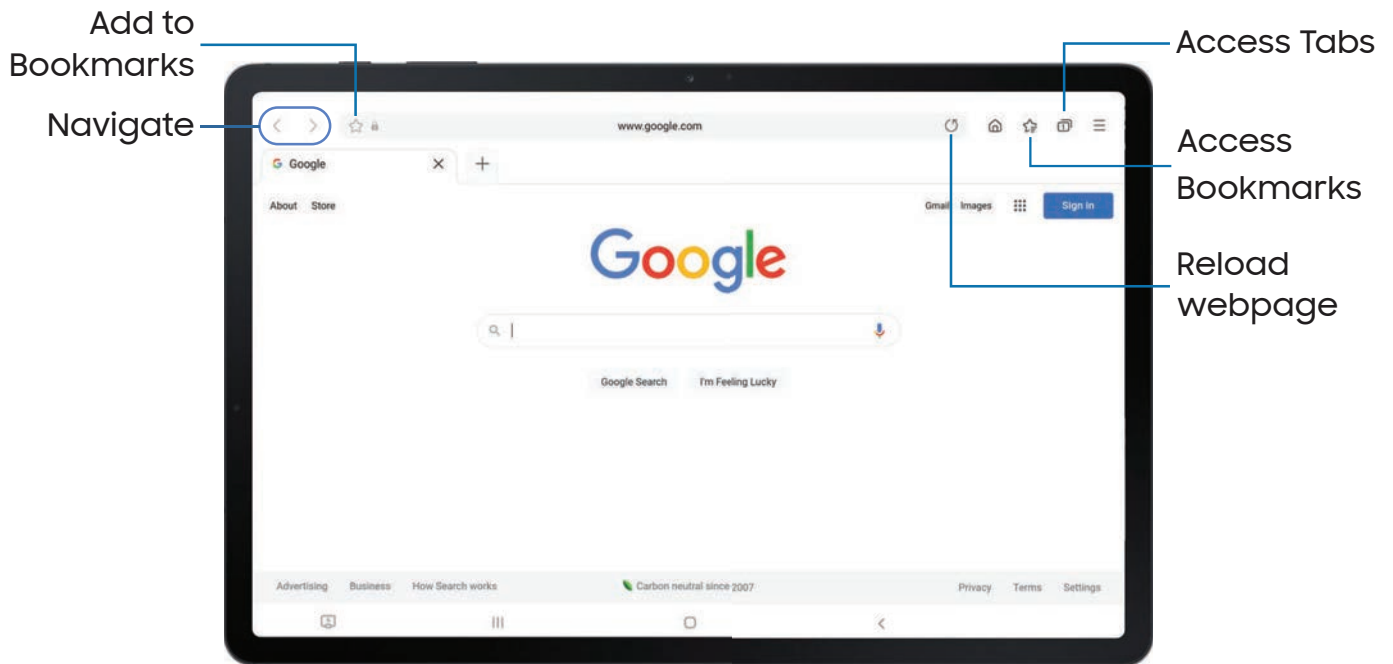 Add to
Bookmarks
Navigate
Access Tabs
Access
Bookmarks
Reload
webpage
www.google.com
1
G Google
About Store
Gmail Images
Sign in
Google
Google Search I'm Feeling Lucky
Advertising Business How Search works
Carbon neutral since 2007
Privacy Terms Settings